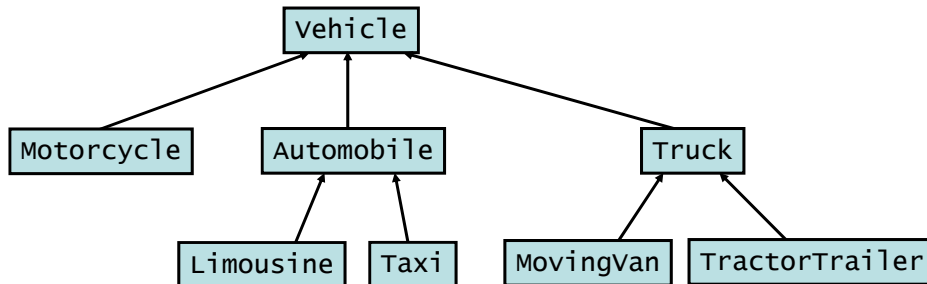 Vehicle
Motorcycle
Automobile
Truck
Limousine
Taxi
MovingVan
TractorTrailer